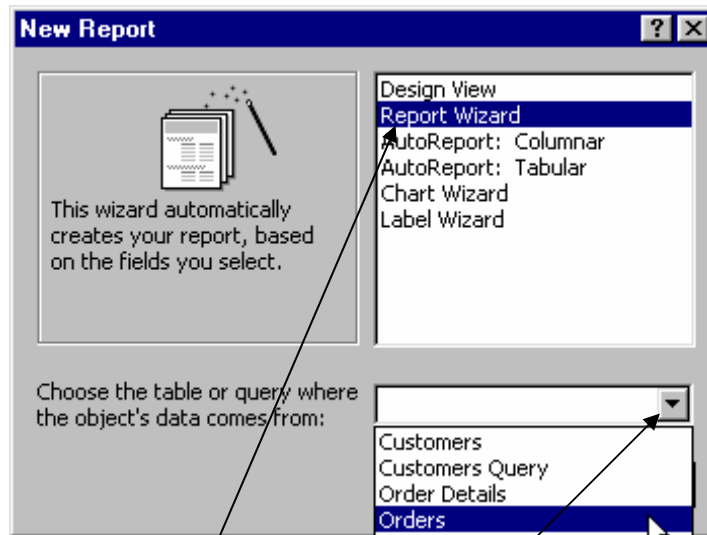 New Report
Design View
Report Wizard
AutoReport: Columnar
AutoReport: Tabular
Chart Wizard
Label Wizard
This wizard automatically
creates your report, based
on the fields you select.
Choose the table or query where
the object's data comes from:
Customers
Customers Query
Order Details
Orders